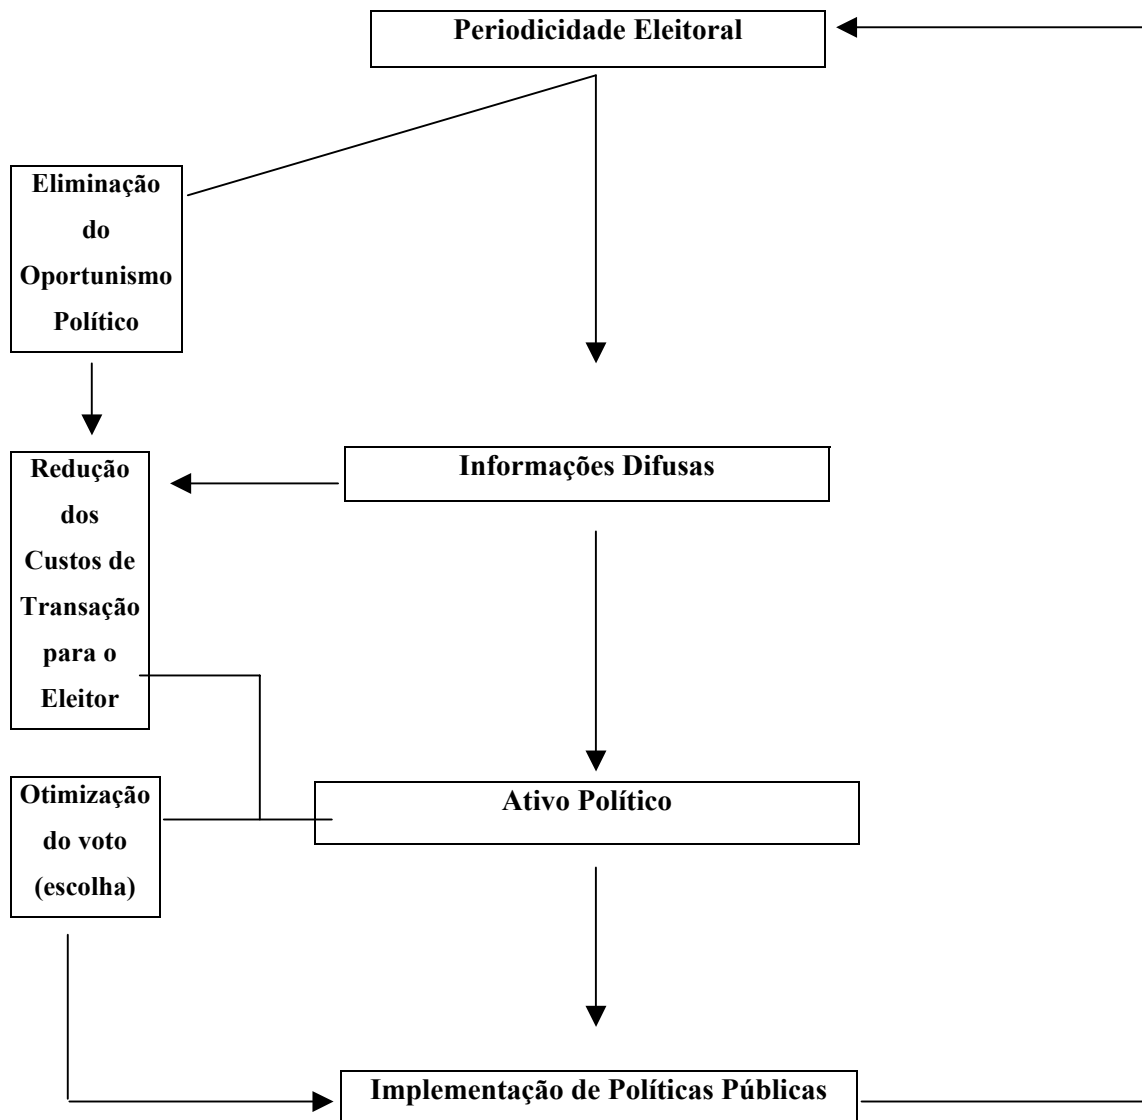 Periodicidade Eleitoral
Eliminação
do
Oportunismo
Político
Redução
dos
Custos de
Transação
para o
Eleitor
Informações Difusas
Otimização
do voto
(escolha)
Ativo Político
Implementação de Políticas Públicas